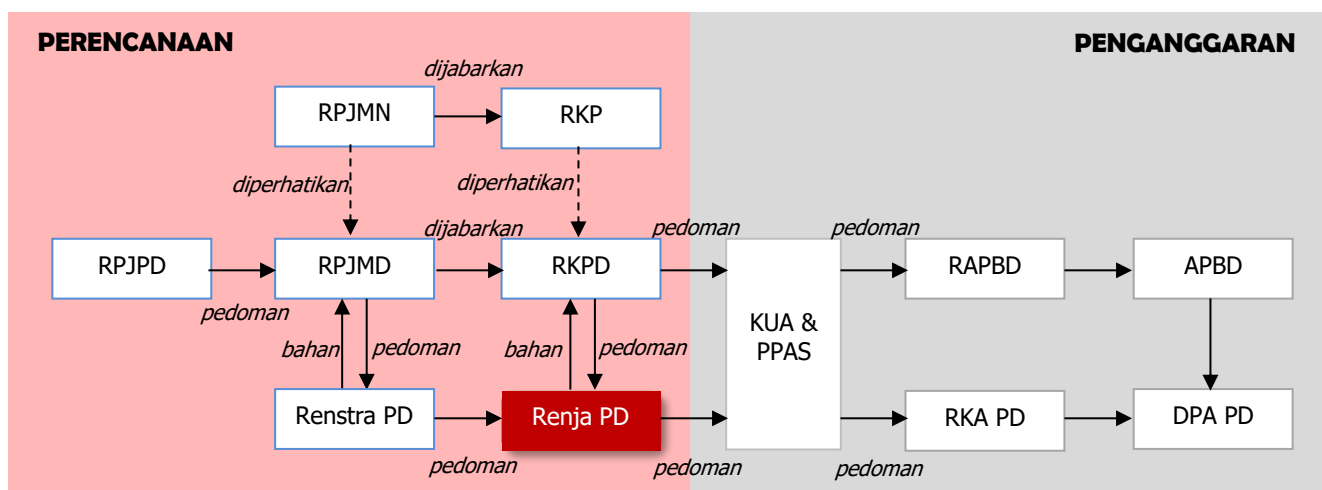 PERENCANAAN
PENGANGGARAN
dijabarkan
RPJMN
RKP
diperhatikan
diperhatikan
dijabarkan
pedoman
pedoman
RPJPD
RPJMD
RKPD
RAPBD
APBD
pedoman
KUA &
PPAS
bahan
pedoman
bahan
pedoman
Renstra PD
Renja PD
RKA PD
DPA PD
pedoman
pedoman
pedoman